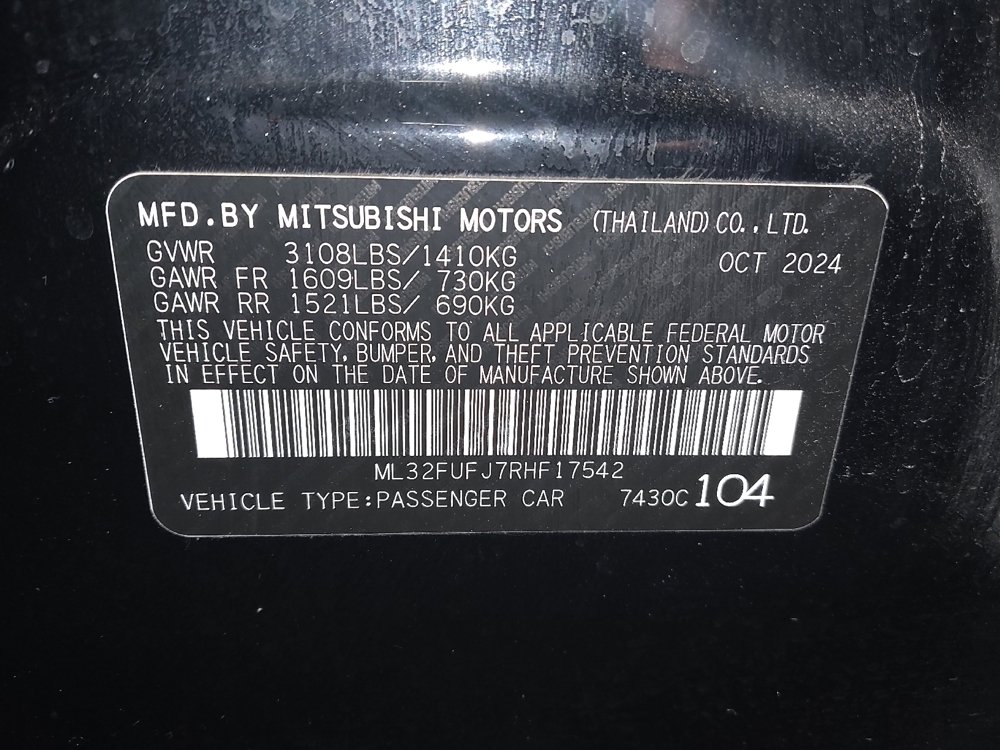 MFD.BY MITSUBISHI MOTORS (THAILAND) CO., LTD.
GVWR 3108LBS/1410KG OCT 2024
GAWR FR 1609LBS/ 730KG
GAWR RR 1521LBS/ 690KG
THIS VEHICLE CONFORMS TO ALL APPLICABLE FEDERAL MOTOR
VEHICLE SAFETY, BUMPER, AND THEFT PREVENTION STANDARDS
IN EFFECT ON THE DATE OF MANUFACTURE SHOWN ABOVE.
ML32FUFJ7RHF17542
VEHICLE TYPE:PASSENGER CAR 7430C 104